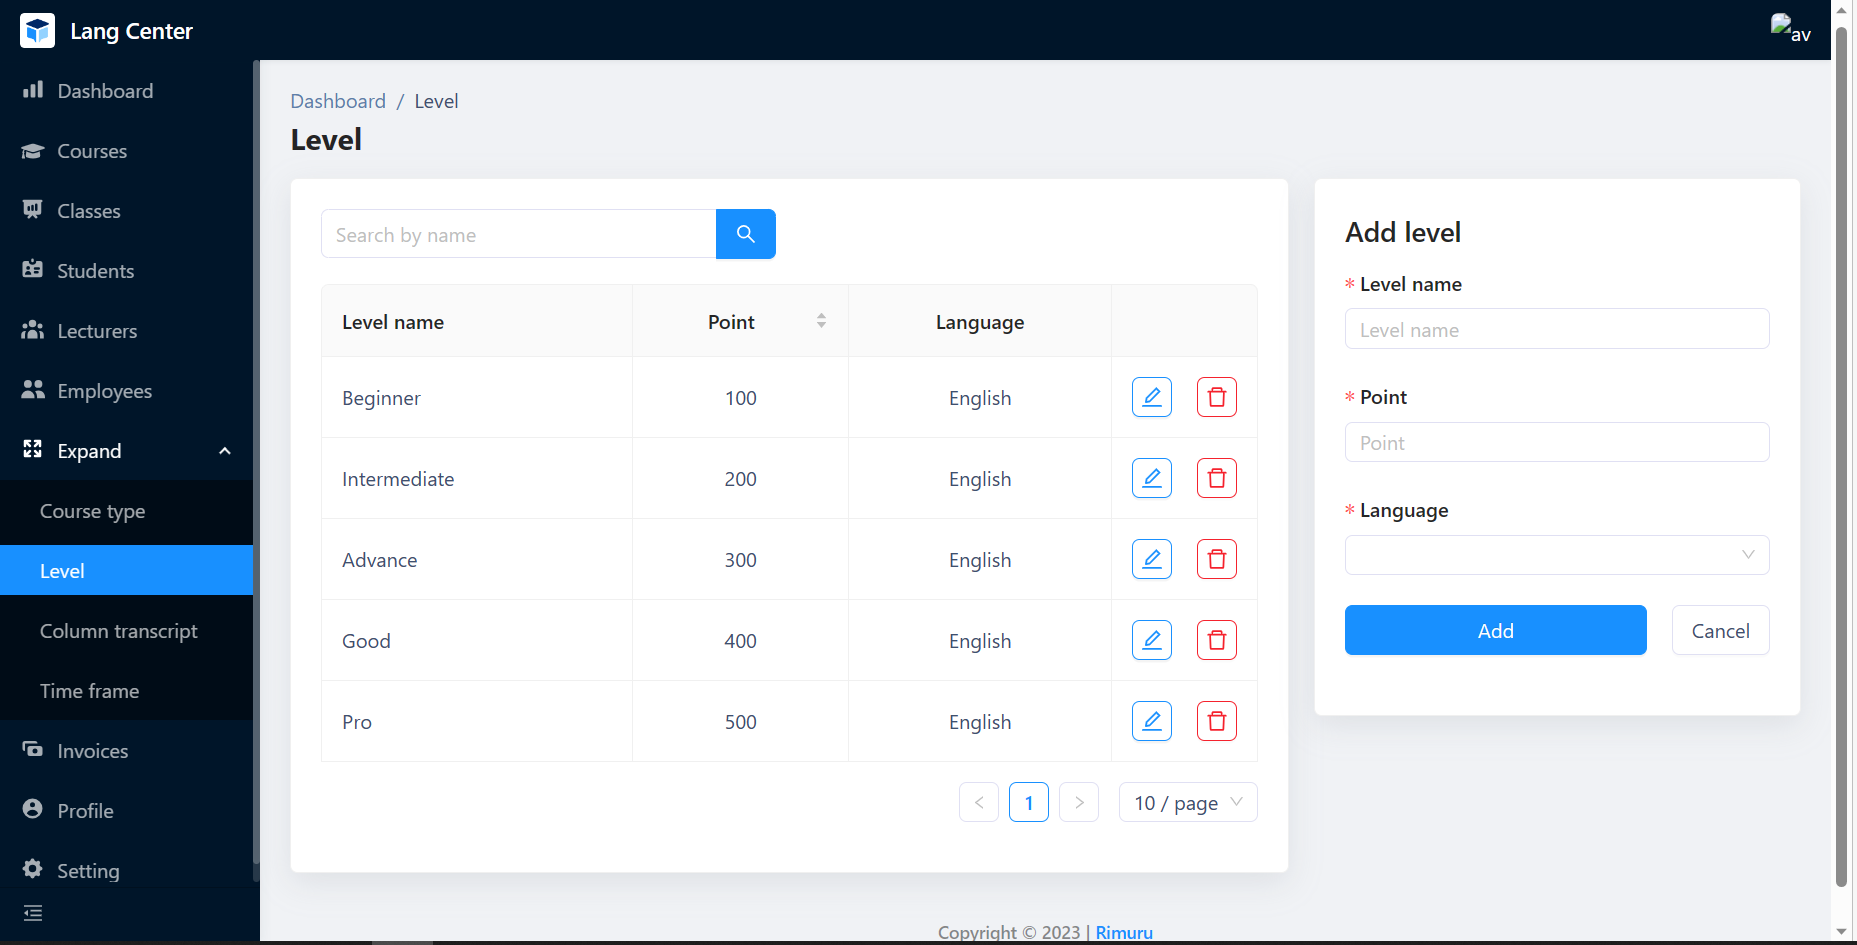 Lang Center
av
Dashboard
Courses
Classes
Students
Lecturers
Employees
Expand
Course type
Level
Column transcript
Time frame
Invoices
Profile
Setting
Dashboard / Level
Level
Search by name
Level name Point Language
Beginner 100 English
Intermediate 200 English
Advance 300 English
Good 400 English
Pro 500 English
< 1 > 10 / page
Add level
* Level name
Level name
* Point
Point
* Language
Add Cancel
Copyright © 2023 | Rimuru